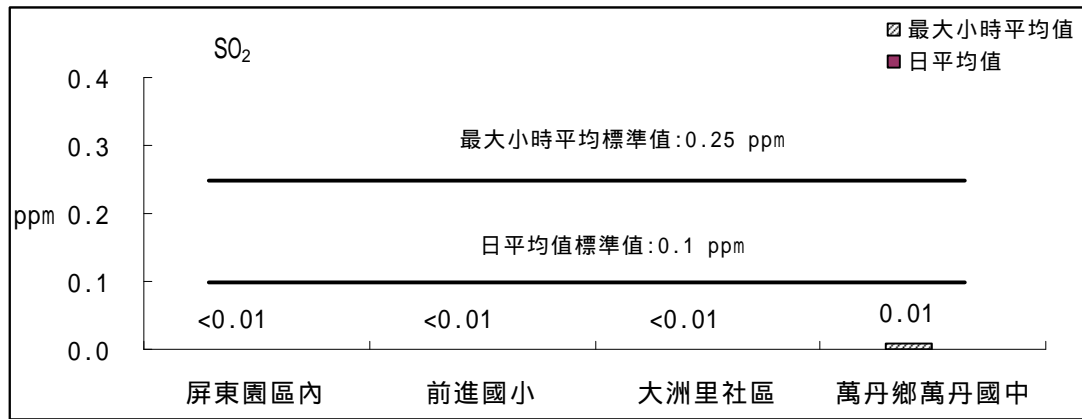 SO₂
最大小時平均值
日平均值
0.4
0.3
ppm 0.2
0.1
0.0
最大小時平均標準值:0.25 ppm
日平均值標準值:0.1 ppm
<0.01 <0.01 <0.01 0.01
屏東園區內 前進國小 大洲里社區 萬丹鄉萬丹國中